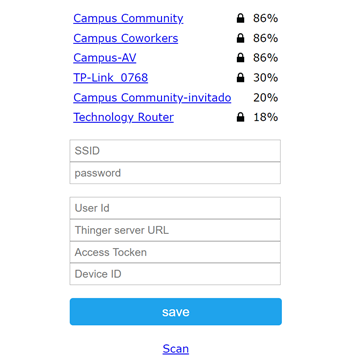 Campus Community 86%
Campus Coworkers 86%
Campus-AV 86%
TP-Link_0768 30%
Campus Community-invitado 20%
Technology Router 18%
SSID
password
User Id
Thinger server URL
Access Tocken
Device ID
save
Scan